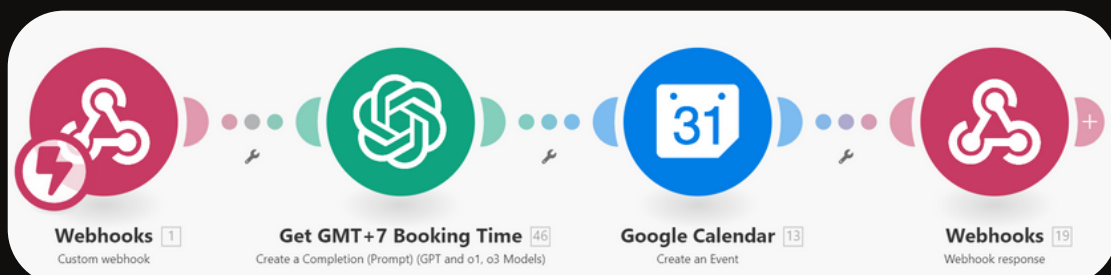 31
Webhooks 1
Custom webhook
Get GMT+7 Booking Time 46
Create a Completion (Prompt) (GPT and o1, o3 Models)
Google Calendar 13
Create an Event
Webhooks 19
Webhook response